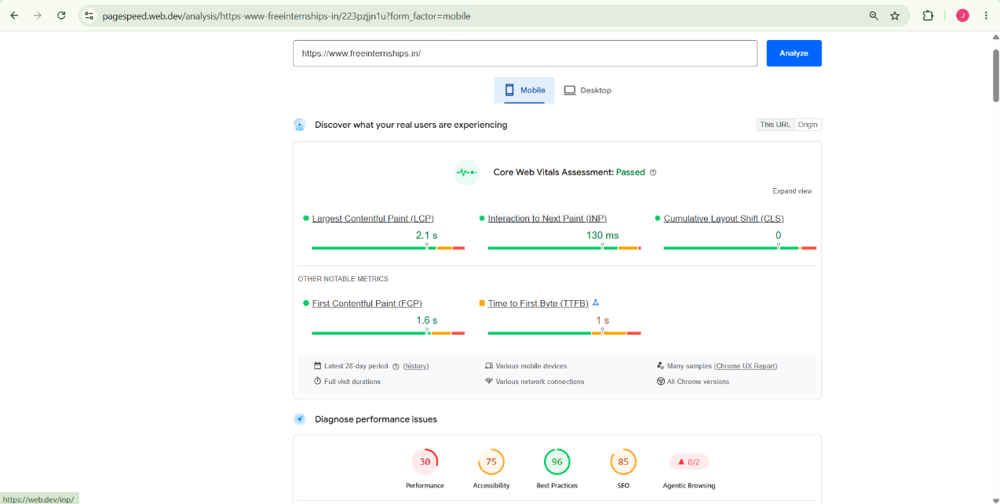 pagespeed.web.dev/analysis/https-www-freeinternships-in/223pzjjn1u?form_factor=mobile
J
https://www.freeinternships.in/
Analyze
Mobile
Desktop
Discover what your real users are experiencing
This URL
Origin
Core Web Vitals Assessment: Passed
Expand view
Largest Contentful Paint (LCP)
Interaction to Next Paint (INP)
Cumulative Layout Shift (CLS)
2.1 s
130 ms
0
OTHER NOTABLE METRICS
First Contentful Paint (FCP)
Time to First Byte (TTFB)
1.6 s
1 s
Latest 28-day period (history)
Various mobile devices
Many samples (Chrome UX Report)
Full visit durations
Various network connections
All Chrome versions
Diagnose performance issues
30
75
96
85
0/2
Performance
Accessibility
Best Practices
SEO
Agentic Browsing
https://web.dev/inp/